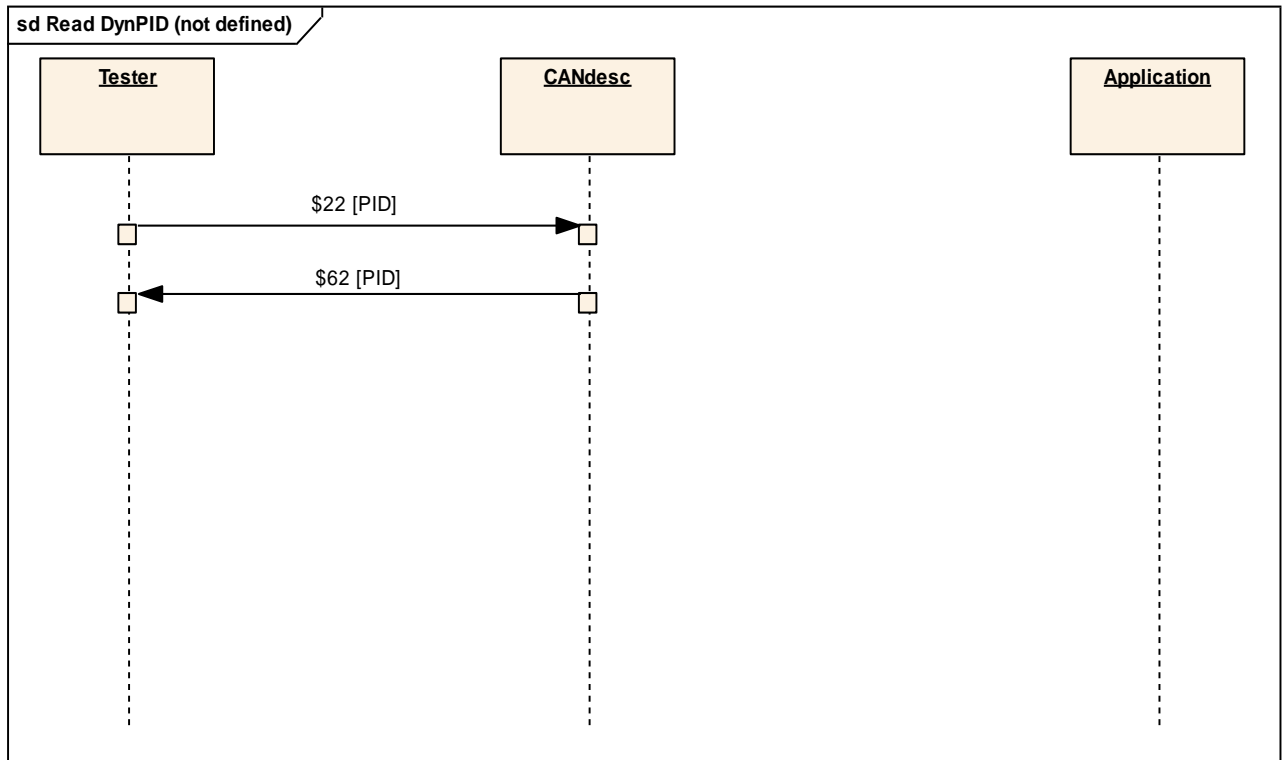 sd Read DynPID (not defined)
Tester CANdesc Application
$22 [PID]
$62 [PID]